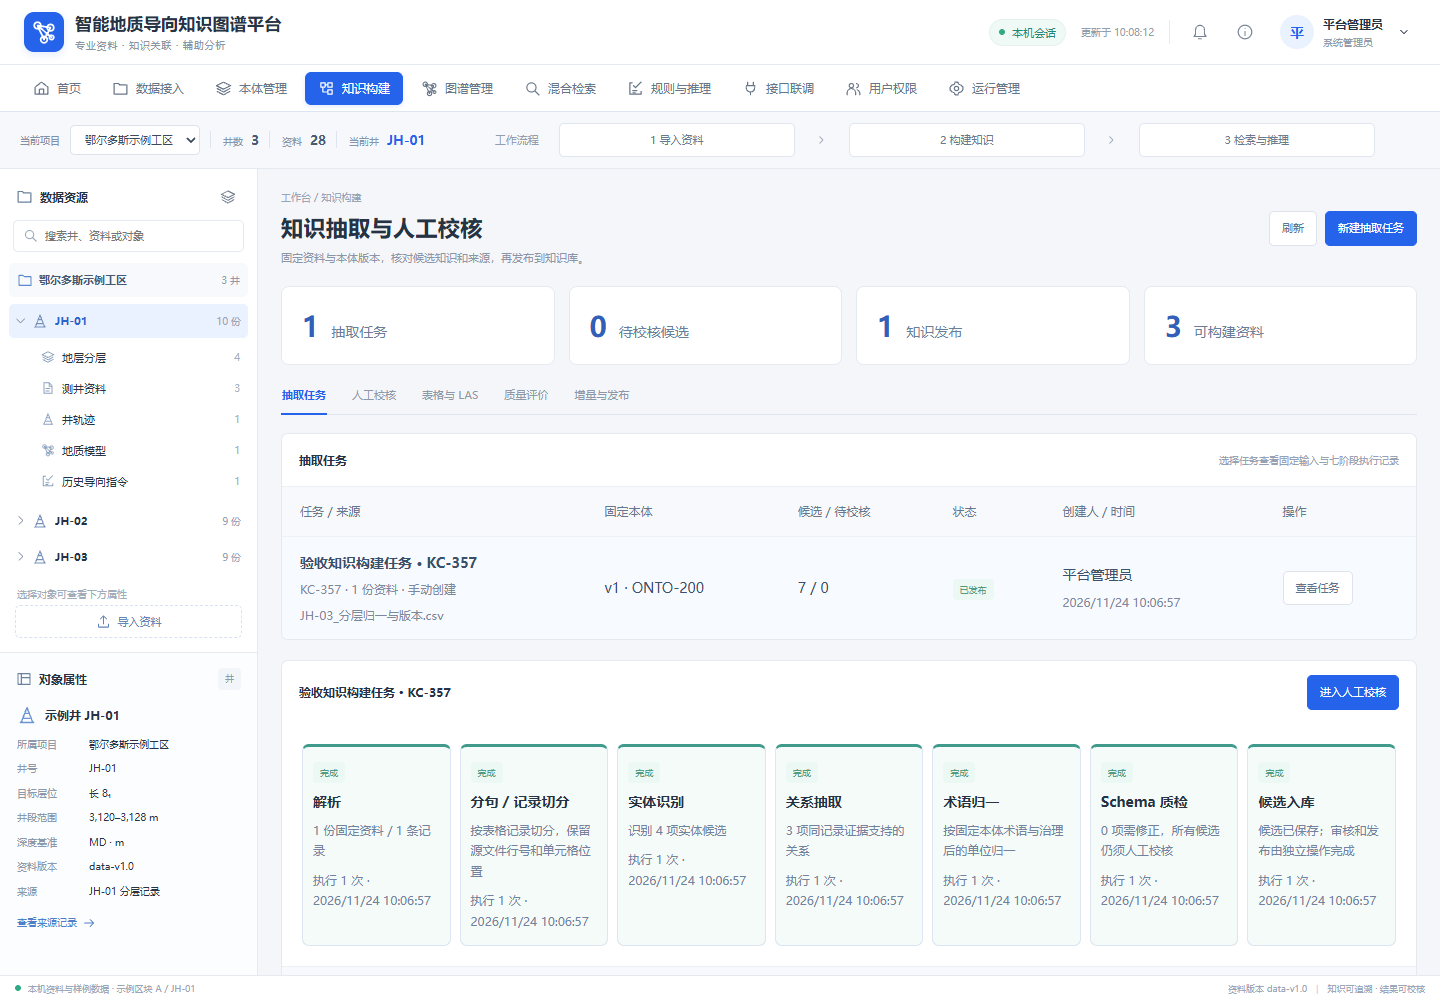 智能地质导向知识图谱平台
专业资料 · 知识关联 · 辅助分析
本机会话
更新于 10:08:12
平
平台管理员
系统管理员
首页
数据接入
本体管理
知识构建
图谱管理
混合检索
规则与推理
接口联调
用户权限
运行管理
当前项目
鄂尔多斯示例工区
井数 3
资料 28
当前井 JH-01
工作流程
1 导入资料
2 构建知识
3 检索与推理
数据资源
搜索井、资料或对象
鄂尔多斯示例工区 3 井
JH-01 10 份
地层分层 4
测井资料 3
井轨迹 1
地质模型 1
历史导向指令 1
JH-02 9 份
JH-03 9 份
选择对象可查看下方属性
导入资料
对象属性 井
示例井 JH-01
所属项目 鄂尔多斯示例工区
井号 JH-01
目标层位 长 8₁
井段范围 3,120–3,128 m
深度基准 MD · m
资料版本 data-v1.0
来源 JH-01 分层记录
查看来源记录
工作台 / 知识构建
知识抽取与人工校核
固定资料与本体版本，核对候选知识和来源，再发布到知识库。
刷新
新建抽取任务
1 抽取任务
0 待校核候选
1 知识发布
3 可构建资料
抽取任务
人工校核
表格与 LAS
质量评价
增量与发布
抽取任务
选择任务查看固定输入与七阶段执行记录
任务 / 来源
固定本体
候选 / 待校核
状态
创建人 / 时间
操作
验收知识构建任务 • KC-357
KC-357 · 1 份资料 · 手动创建
JH-03_分层归一与版本.csv
v1 · ONTO-200
7 / 0
已发布
平台管理员
2026/11/24 10:06:57
查看任务
验收知识构建任务 • KC-357
进入人工校核
完成
解析
1 份固定资料 / 1 条记
录
执行 1 次 ·
2026/11/24 10:06:57
完成
分句 / 记录切分
按表格记录切分，保留
源文件行号和单元格位
置
执行 1 次 ·
2026/11/24 10:06:57
完成
实体识别
识别 4 项实体候选
执行 1 次 ·
2026/11/24 10:06:57
完成
关系抽取
3 项同记录证据支持的
关系
执行 1 次 ·
2026/11/24 10:06:57
完成
术语归一
按固定本体术语与治理
后的单位归一
执行 1 次 ·
2026/11/24 10:06:57
完成
Schema 质检
0 项需修正，所有候选
仍须人工校核
执行 1 次 ·
2026/11/24 10:06:57
完成
候选入库
候选已保存；审核和发
布由独立操作完成
执行 1 次 ·
2026/11/24 10:06:57
本机资料与样例数据 · 示例区块 A / JH-01
资料版本 data-v1.0 | 知识可追溯 · 结果可校核